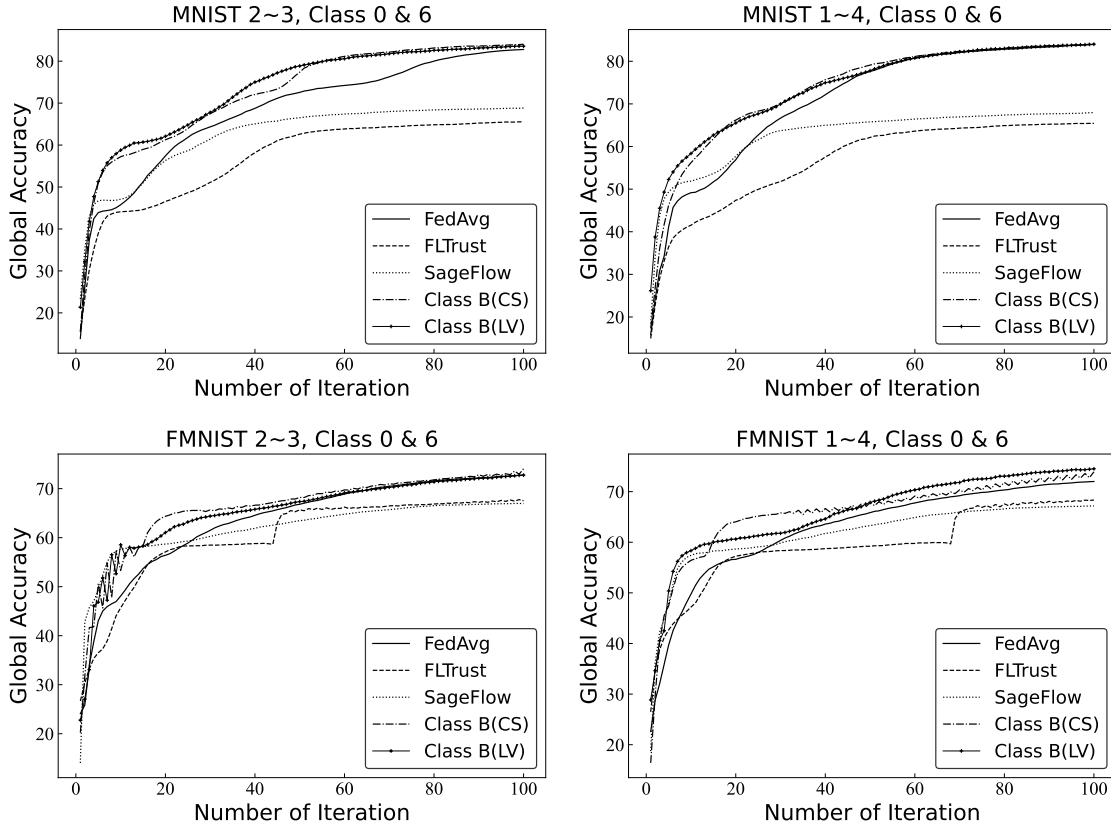 MNIST 2~3, Class 0 & 6
Global Accuracy
80
70
60
50
40
30
20
FedAvg
FLTrust
SageFlow
Class B(CS)
Class B(LV)
0 20 40 60 80 100
Number of Iteration
MNIST 1~4, Class 0 & 6
Global Accuracy
80
70
60
50
40
30
20
FedAvg
FLTrust
SageFlow
Class B(CS)
Class B(LV)
0 20 40 60 80 100
Number of Iteration
FMNIST 2~3, Class 0 & 6
Global Accuracy
70
60
50
40
30
20
FedAvg
FLTrust
SageFlow
Class B(CS)
Class B(LV)
0 20 40 60 80 100
Number of Iteration
FMNIST 1~4, Class 0 & 6
Global Accuracy
70
60
50
40
30
20
FedAvg
FLTrust
SageFlow
Class B(CS)
Class B(LV)
0 20 40 60 80 100
Number of Iteration